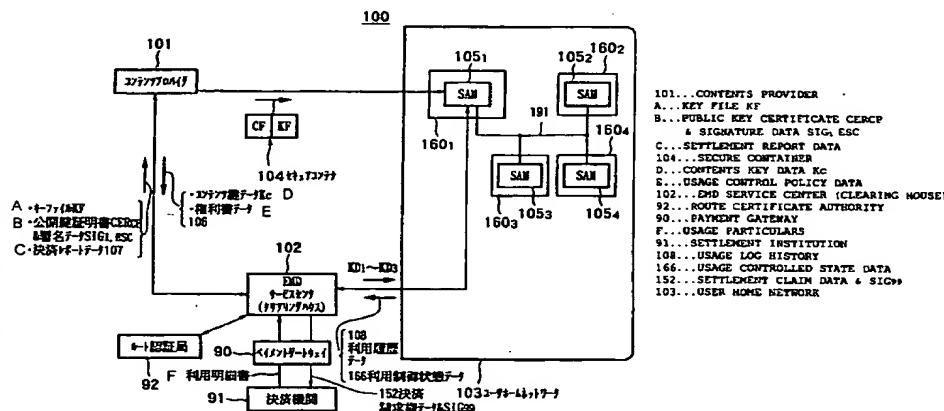 100
101
コンテンツプロバイダ
CF KF
104 セキュアコンテナ
105₁
SAM
160₁
105₂
160₂
SAM
191
160₄
SAM
160₃
105₃
SAM
105₄
・コンテンツ鍵データKc D
・権利書データ E
106
A ・キーファイルKF
B ・公開鍵証明書CERCP
&署名データSIG1,ESC
C ・決済レポートデータ107
102
EMD
サービスセンタ
(クリアリングハウス)
KD1~KD3
ルート認証局
92
90
ペイメントゲートウェイ
F 利用明細書
91
決済機関
108
利用履歴
データ
166利用制御状態データ
152決済
請求権データ&SIG99
103ユーザホームネットワーク
101...CONTENTS PROVIDER
A...KEY FILE KF
B...PUBLIC KEY CERTIFICATE CERCP
& SIGNATURE DATA SIG, ESC
C...SETTLEMENT REPORT DATA
104...SECURE CONTAINER
D...CONTENTS KEY DATA Kc
E...USAGE CONTROL POLICY DATA
102...EMD SERVICE CENTER (CLEARING HOUSE)
92...ROUTE CERTIFICATE AUTHORITY
90...PAYMENT GATEWAY
F...USAGE PARTICULARS
91...SETTLEMENT INSTITUTION
108...USAGE LOG HISTORY
166...USAGE CONTROLLED STATE DATA
152...SETTLEMENT CLAIM DATA & SIG99
103...USER HOME NETWORK